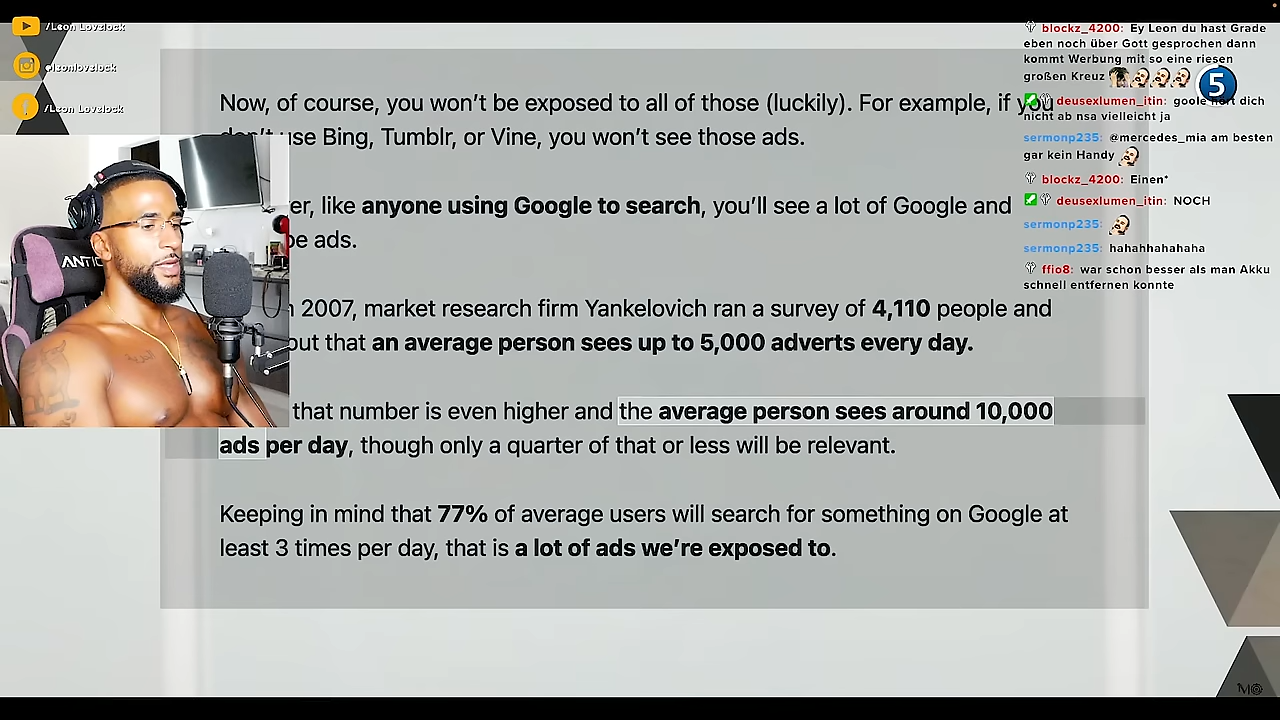 /Leon Lovelock
@leonlovelock
/Leon Lovelock
Now, of course, you won't be exposed to all of those (luckily). For example, if you
don't use Bing, Tumblr, or Vine, you won't see those ads.
er, like anyone using Google to search, you'll see a lot of Google and
be ads.
2007, market research firm Yankelovich ran a survey of 4,110 people and
out that an average person sees up to 5,000 adverts every day.
that number is even higher and the average person sees around 10,000
ads per day, though only a quarter of that or less will be relevant.
Keeping in mind that 77% of average users will search for something on Google at
least 3 times per day, that is a lot of ads we're exposed to.
ANTIC
blockz_4200: Ey Leon du hast Grade
eben noch über Gott gesprochen dann
kommt Werbung mit so eine riesen
großen Kreuz
5
deusexlumen_itin: goole hört dich
nicht ab nsa vielleicht ja
sermonp235: @mercedes_mia am besten
gar kein Handy
blockz_4200: Einen*
deusexlumen_itin: NOCH
sermonp235:
sermonp235: hahahhahahaha
ffio8: war schon besser als man Akku
schnell entfernen konnte